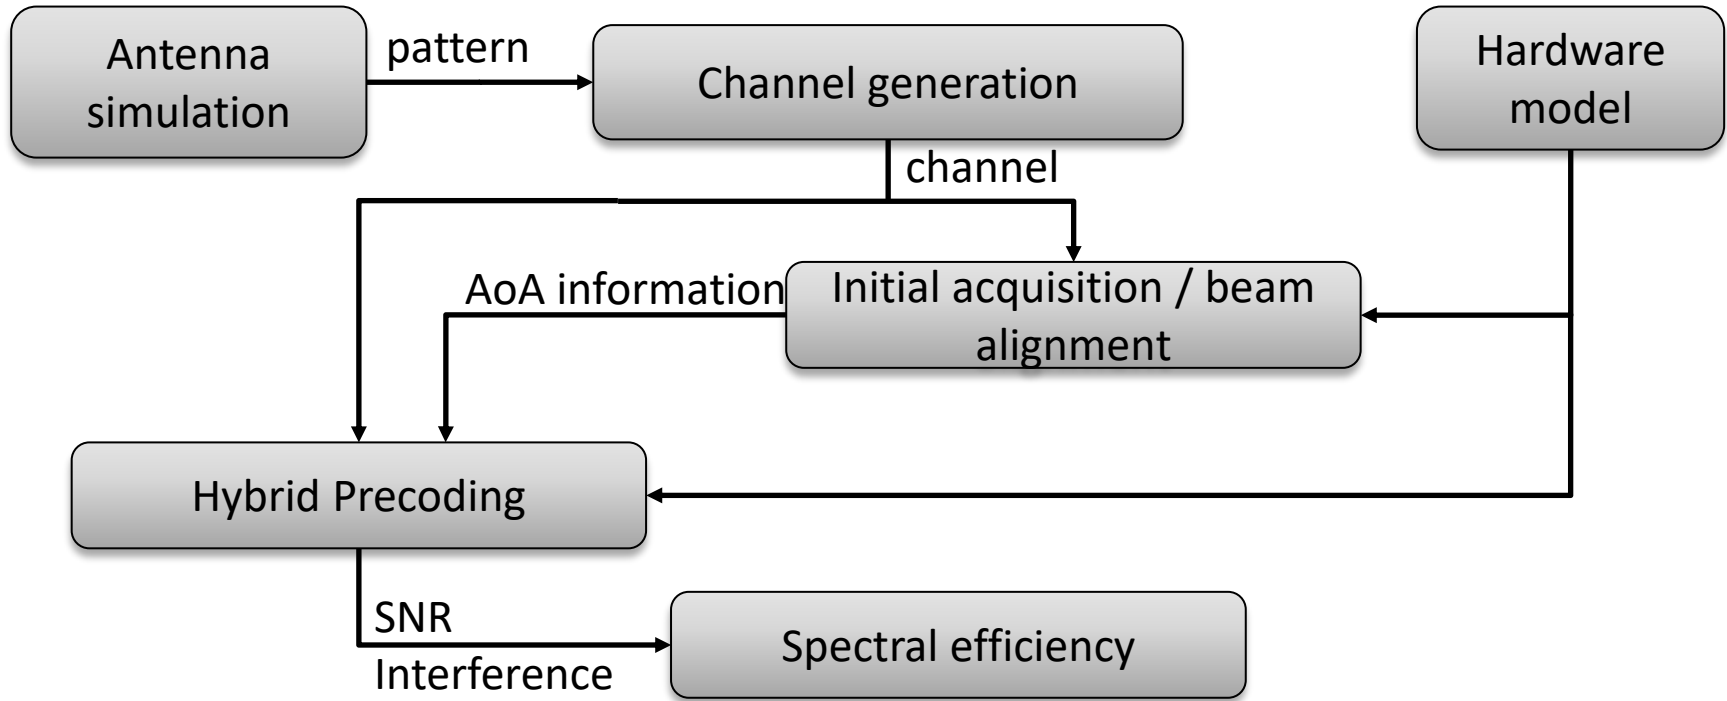 Antenna
simulation
pattern
Channel generation
Hardware
model
channel
AoA information
Initial acquisition / beam
alignment
Hybrid Precoding
SNR
Interference
Spectral efficiency